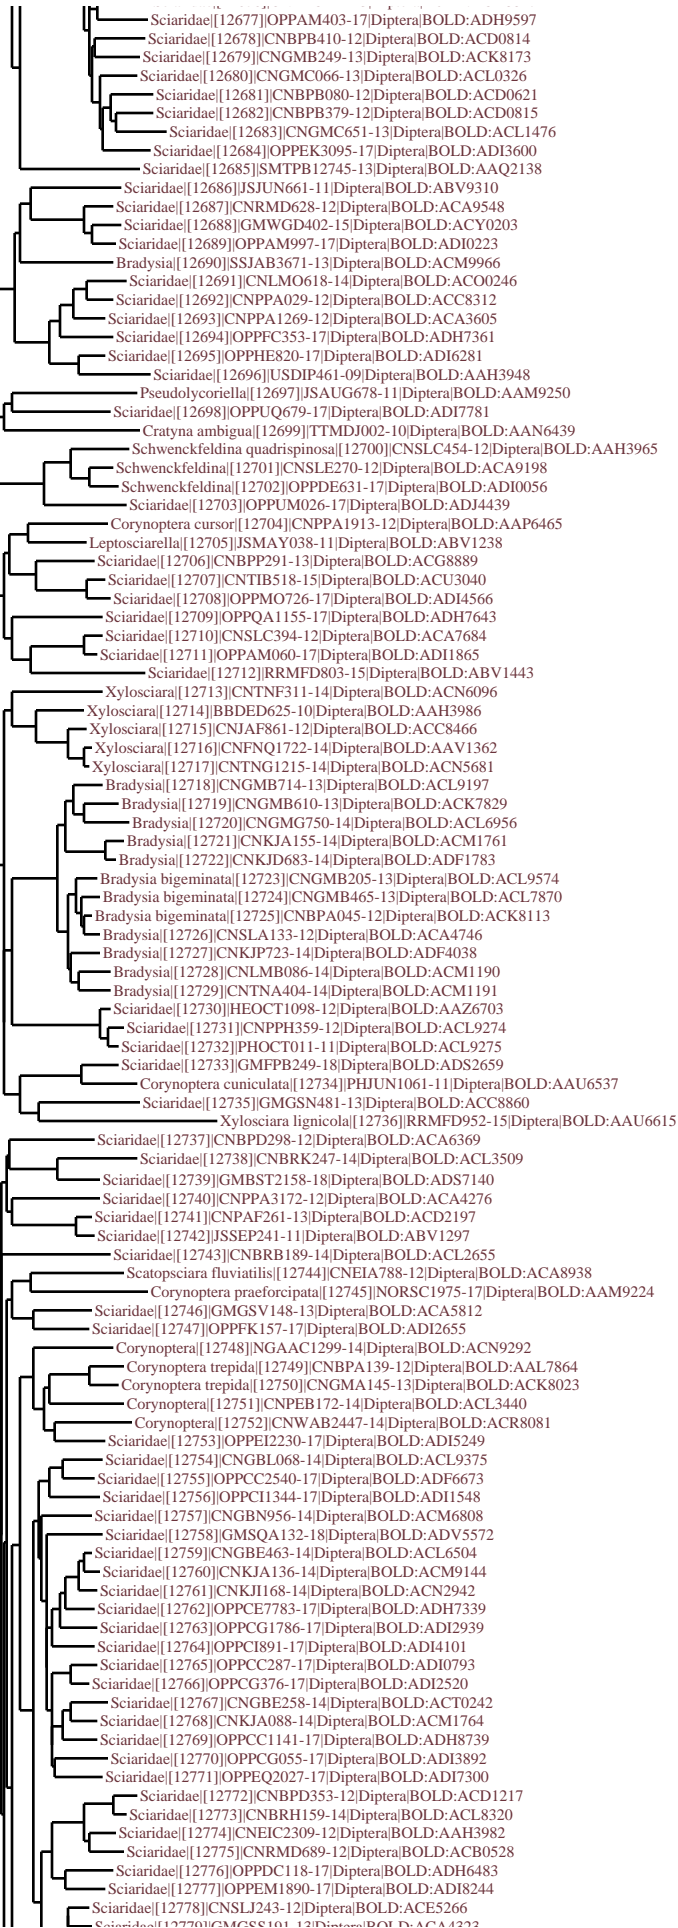 Sciaridae|[12677]|OPPAM403-17|Diptera|BOLD:ADH9597
Sciaridae|[12678]|CNBPB410-12|Diptera|BOLD:ACD0814
Sciaridae|[12679]|CNGMB249-13|Diptera|BOLD:ACK8173
Sciaridae|[12680]|CNGMC066-13|Diptera|BOLD:ACL0326
Sciaridae|[12681]|CNBPB080-12|Diptera|BOLD:ACD0621
Sciaridae|[12682]|CNBPB379-12|Diptera|BOLD:ACD0815
Sciaridae|[12683]|CNGMC651-13|Diptera|BOLD:ACL1476
Sciaridae|[12684]|OPPEK3095-17|Diptera|BOLD:ADI3600
Sciaridae|[12685]|SMTPB12745-13|Diptera|BOLD:AAQ2138
Sciaridae|[12686]|JSJUN661-11|Diptera|BOLD:ABV9310
Sciaridae|[12687]|CNRMD628-12|Diptera|BOLD:ACA9548
Sciaridae|[12688]|GMWGD402-15|Diptera|BOLD:ACY0203
Sciaridae|[12689]|OPPAM997-17|Diptera|BOLD:ADI0223
Bradysia|[12690]|SSJAB3671-13|Diptera|BOLD:ACM9966
Sciaridae|[12691]|CNLMO618-14|Diptera|BOLD:ACO0246
Sciaridae|[12692]|CNPPA029-12|Diptera|BOLD:ACC8312
Sciaridae|[12693]|CNPPA1269-12|Diptera|BOLD:ACA3605
Sciaridae|[12694]|OPPFC353-17|Diptera|BOLD:ADH7361
Sciaridae|[12695]|OPPHE820-17|Diptera|BOLD:ADI6281
Sciaridae|[12696]|USDIP461-09|Diptera|BOLD:AAH3948
Pseudolycoriella|[12697]|JSAUG678-11|Diptera|BOLD:AAM9250
Sciaridae|[12698]|OPPUQ679-17|Diptera|BOLD:ADI7781
Cratyna ambigua|[12699]|TTMDJ002-10|Diptera|BOLD:AAN6439
Schwenckfeldina quadrispinosa|[12700]|CNSLC454-12|Diptera|BOLD:AAH3965
Schwenckfeldina|[12701]|CNSLE270-12|Diptera|BOLD:ACA9198
Schwenckfeldina|[12702]|OPPDE631-17|Diptera|BOLD:ADI0056
Sciaridae|[12703]|OPPUM026-17|Diptera|BOLD:ADJ4439
Corynoptera cursor|[12704]|CNPPA1913-12|Diptera|BOLD:AAP6465
Leptosciarella|[12705]|JSMAY038-11|Diptera|BOLD:ABV1238
Sciaridae|[12706]|CNBPP291-13|Diptera|BOLD:ACG8889
Sciaridae|[12707]|CNTIB518-15|Diptera|BOLD:ACU3040
Sciaridae|[12708]|OPPMO726-17|Diptera|BOLD:ADI4566
Sciaridae|[12709]|OPPQA1155-17|Diptera|BOLD:ADH7643
Sciaridae|[12710]|CNSLC394-12|Diptera|BOLD:ACA7684
Sciaridae|[12711]|OPPAM060-17|Diptera|BOLD:ADI1865
Sciaridae|[12712]|RRMFD803-15|Diptera|BOLD:ABV1443
Xylosciara|[12713]|CNTNF311-14|Diptera|BOLD:ACN6096
Xylosciara|[12714]|BBDED625-10|Diptera|BOLD:AAH3986
Xylosciara|[12715]|CNJAF861-12|Diptera|BOLD:ACC8466
Xylosciara|[12716]|CNFNQ1722-14|Diptera|BOLD:AAV1362
Xylosciara|[12717]|CNTNG1215-14|Diptera|BOLD:ACN5681
Bradysia|[12718]|CNGMB714-13|Diptera|BOLD:ACL9197
Bradysia|[12719]|CNGMB610-13|Diptera|BOLD:ACK7829
Bradysia|[12720]|CNGMG750-14|Diptera|BOLD:ACL6956
Bradysia|[12721]|CNKJA155-14|Diptera|BOLD:ACM1761
Bradysia|[12722]|CNKJD683-14|Diptera|BOLD:ADF1783
Bradysia bigeminata|[12723]|CNGMB205-13|Diptera|BOLD:ACL9574
Bradysia bigeminata|[12724]|CNGMB465-13|Diptera|BOLD:ACL7870
Bradysia bigeminata|[12725]|CNBPA045-12|Diptera|BOLD:ACK8113
Bradysia|[12726]|CNSLA133-12|Diptera|BOLD:ACA4746
Bradysia|[12727]|CNKJP723-14|Diptera|BOLD:ADF4038
Bradysia|[12728]|CNLMB086-14|Diptera|BOLD:ACM1190
Bradysia|[12729]|CNTNA404-14|Diptera|BOLD:ACM1191
Sciaridae|[12730]|HEOCT1098-12|Diptera|BOLD:AAZ6703
Sciaridae|[12731]|CNPPH359-12|Diptera|BOLD:ACL9274
Sciaridae|[12732]|PHOCT011-11|Diptera|BOLD:ACL9275
Sciaridae|[12733]|GMFPB249-18|Diptera|BOLD:ADS2659
Corynoptera cuniculata|[12734]|PHJUN1061-11|Diptera|BOLD:AAU6537
Sciaridae|[12735]|GMGSN481-13|Diptera|BOLD:ACC8860
Xylosciara lignicola|[12736]|RRMFD952-15|Diptera|BOLD:AAU6615
Sciaridae|[12737]|CNBPD298-12|Diptera|BOLD:ACA6369
Sciaridae|[12738]|CNBRK247-14|Diptera|BOLD:ACL3509
Sciaridae|[12739]|GMBST2158-18|Diptera|BOLD:ADS7140
Sciaridae|[12740]|CNPPA3172-12|Diptera|BOLD:ACA4276
Sciaridae|[12741]|CNPAF261-13|Diptera|BOLD:ACD2197
Sciaridae|[12742]|JSSEP241-11|Diptera|BOLD:ABV1297
Sciaridae|[12743]|CNBRB189-14|Diptera|BOLD:ACL2655
Scatopsciara fluviatilis|[12744]|CNEIA788-12|Diptera|BOLD:ACA8938
Corynoptera praeforcipata|[12745]|NORSC1975-17|Diptera|BOLD:AAM9224
Sciaridae|[12746]|GMGSV148-13|Diptera|BOLD:ACA5812
Sciaridae|[12747]|OPPFK157-17|Diptera|BOLD:ADI2655
Corynoptera|[12748]|NGAAC1299-14|Diptera|BOLD:ACN9292
Corynoptera trepida|[12749]|CNBPA139-12|Diptera|BOLD:AAL7864
Corynoptera trepida|[12750]|CNGMA145-13|Diptera|BOLD:ACK8023
Corynoptera|[12751]|CNPEB172-14|Diptera|BOLD:ACL3440
Corynoptera|[12752]|CNWAB2447-14|Diptera|BOLD:ACR8081
Sciaridae|[12753]|OPPEI2230-17|Diptera|BOLD:ADI5249
Sciaridae|[12754]|CNGBL068-14|Diptera|BOLD:ACL9375
Sciaridae|[12755]|OPPCC2540-17|Diptera|BOLD:ADF6673
Sciaridae|[12756]|OPPCI1344-17|Diptera|BOLD:ADI1548
Sciaridae|[12757]|CNGBN956-14|Diptera|BOLD:ACM6808
Sciaridae|[12758]|GMSQA132-18|Diptera|BOLD:ADV5572
Sciaridae|[12759]|CNGBE463-14|Diptera|BOLD:ACL6504
Sciaridae|[12760]|CNKJA136-14|Diptera|BOLD:ACM9144
Sciaridae|[12761]|CNKJI168-14|Diptera|BOLD:ACN2942
Sciaridae|[12762]|OPPCE7783-17|Diptera|BOLD:ADH7339
Sciaridae|[12763]|OPPCG1786-17|Diptera|BOLD:ADI2939
Sciaridae|[12764]|OPPCI891-17|Diptera|BOLD:ADI4101
Sciaridae|[12765]|OPPCC287-17|Diptera|BOLD:ADI0793
Sciaridae|[12766]|OPPCG376-17|Diptera|BOLD:ADI2520
Sciaridae|[12767]|CNGBE258-14|Diptera|BOLD:ACT0242
Sciaridae|[12768]|CNKJA088-14|Diptera|BOLD:ACM1764
Sciaridae|[12769]|OPPCC1141-17|Diptera|BOLD:ADH8739
Sciaridae|[12770]|OPPCG055-17|Diptera|BOLD:ADI3892
Sciaridae|[12771]|OPPEQ2027-17|Diptera|BOLD:ADI7300
Sciaridae|[12772]|CNBPD353-12|Diptera|BOLD:ACD1217
Sciaridae|[12773]|CNBRH159-14|Diptera|BOLD:ACL8320
Sciaridae|[12774]|CNEIC2309-12|Diptera|BOLD:AAH3982
Sciaridae|[12775]|CNRMD689-12|Diptera|BOLD:ACB0528
Sciaridae|[12776]|OPPDC118-17|Diptera|BOLD:ADH6483
Sciaridae|[12777]|OPPEM1890-17|Diptera|BOLD:ADI8244
Sciaridae|[12778]|CNSLJ243-12|Diptera|BOLD:ACE5266
Sciaridae|[12779]|GMGSS191-13|Diptera|BOLD:ACA4323